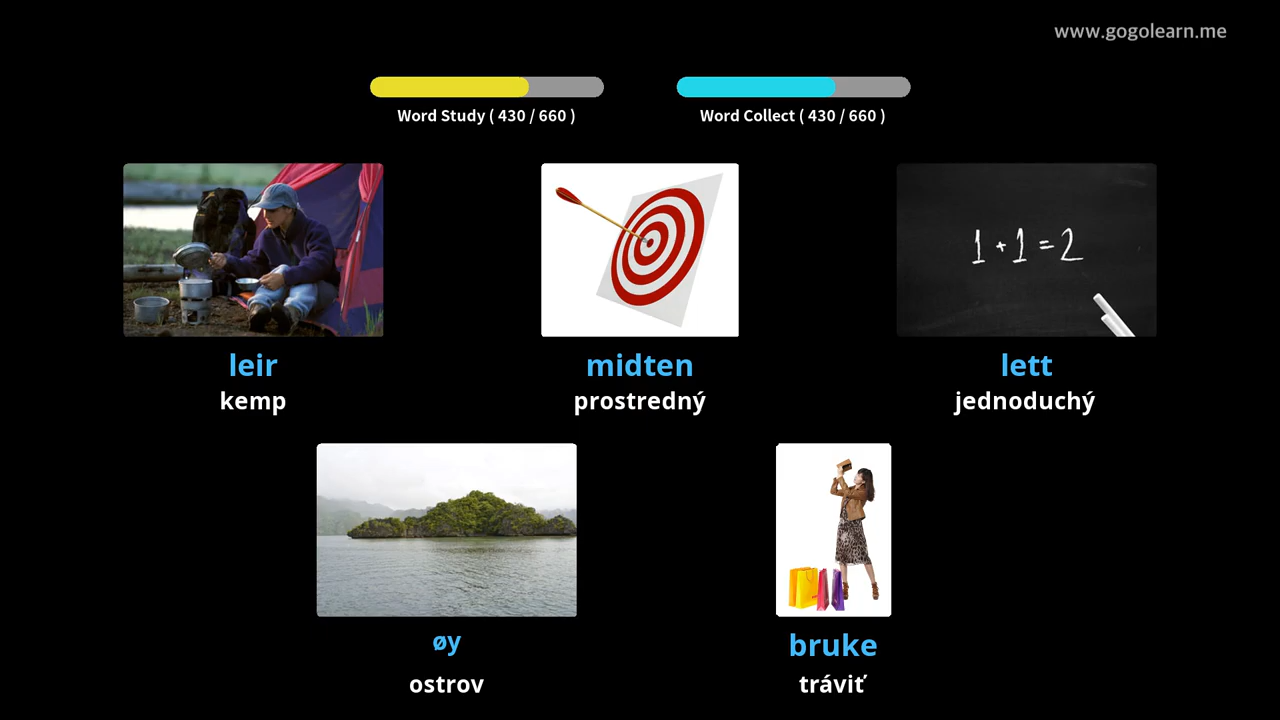 www.gogolearn.me
Word Study ( 430 / 660 )
Word Collect ( 430 / 660 )
1 + 1 = 2
leir
kemp
midten
prostredný
lett
jednoduchý
øy
ostrov
bruke
tráviť